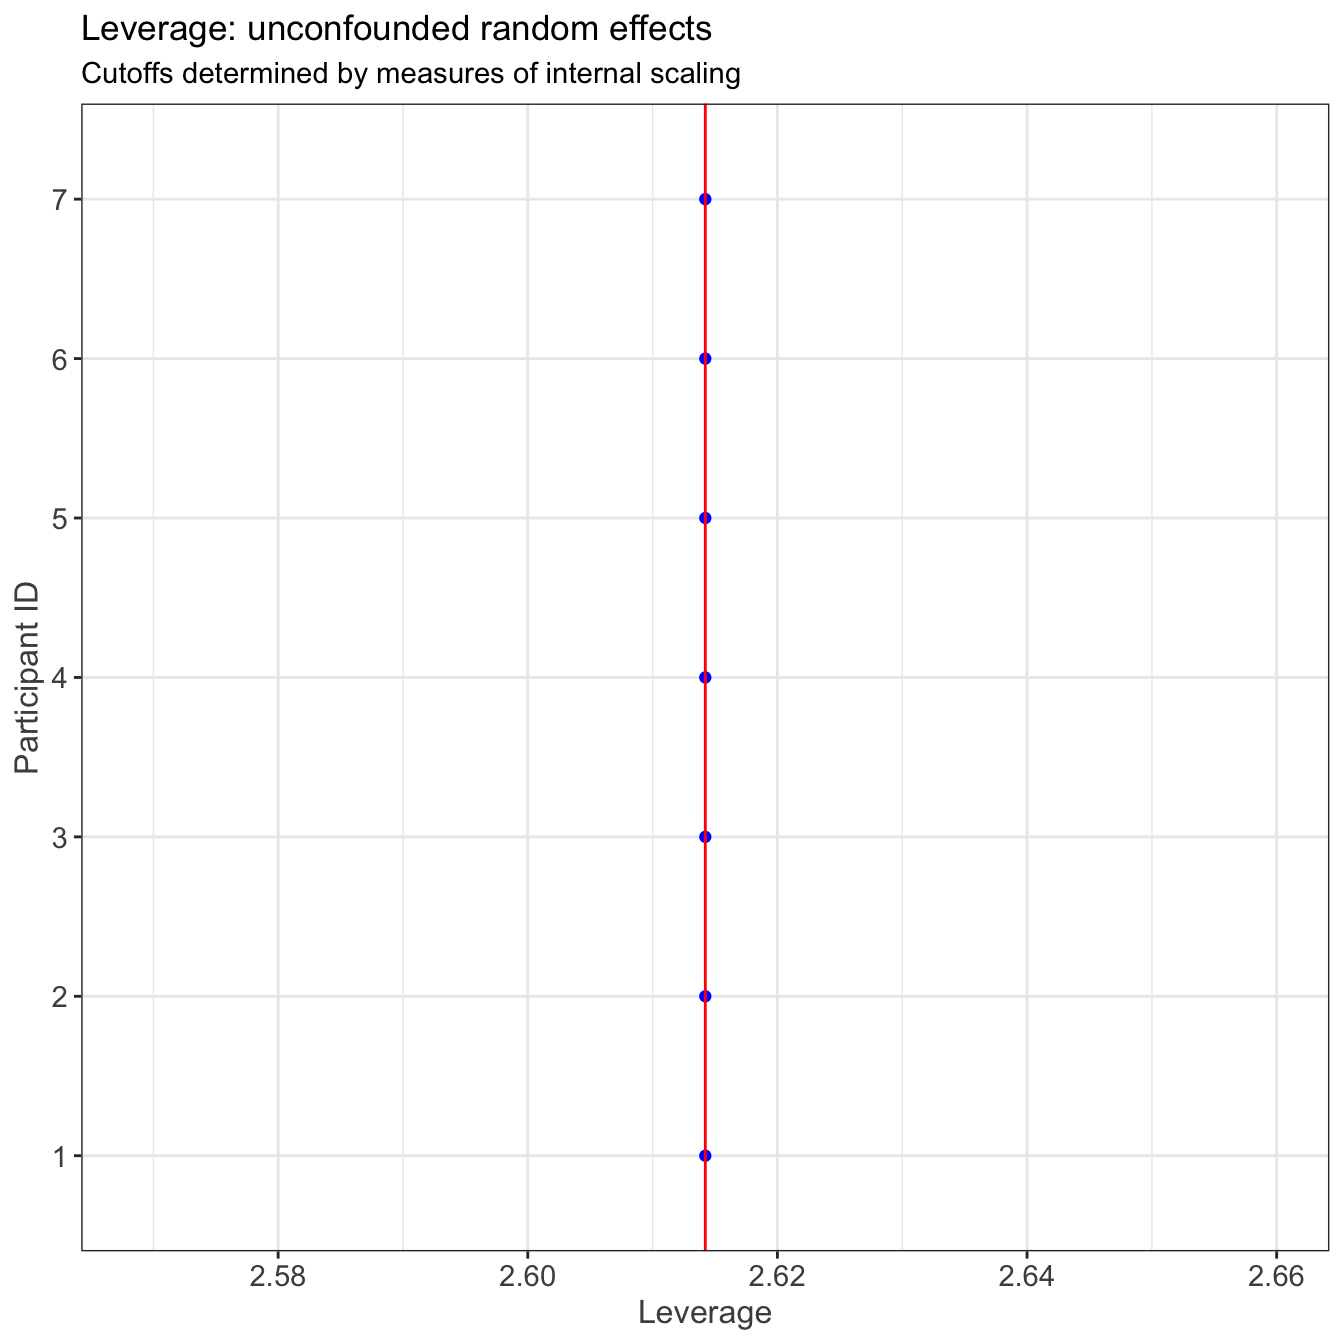 Leverage: unconfounded random effects
Cutoffs determined by measures of internal scaling
7
6
5
4
3
2
1
Participant ID
2.58 2.60 2.62 2.64 2.66
Leverage